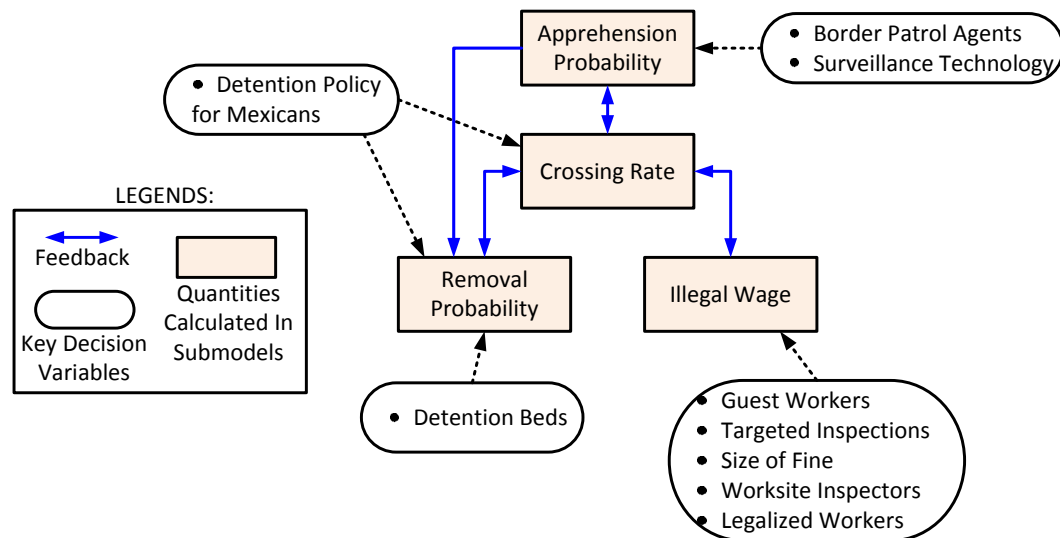 Apprehension
Probability
• Border Patrol Agents
• Surveillance Technology
• Detention Policy
for Mexicans
Crossing Rate
LEGENDS:
Feedback
Quantities
Calculated In
Submodels
Key Decision
Variables
Removal
Probability
Illegal Wage
• Detention Beds
• Guest Workers
• Targeted Inspections
• Size of Fine
• Worksite Inspectors
• Legalized Workers